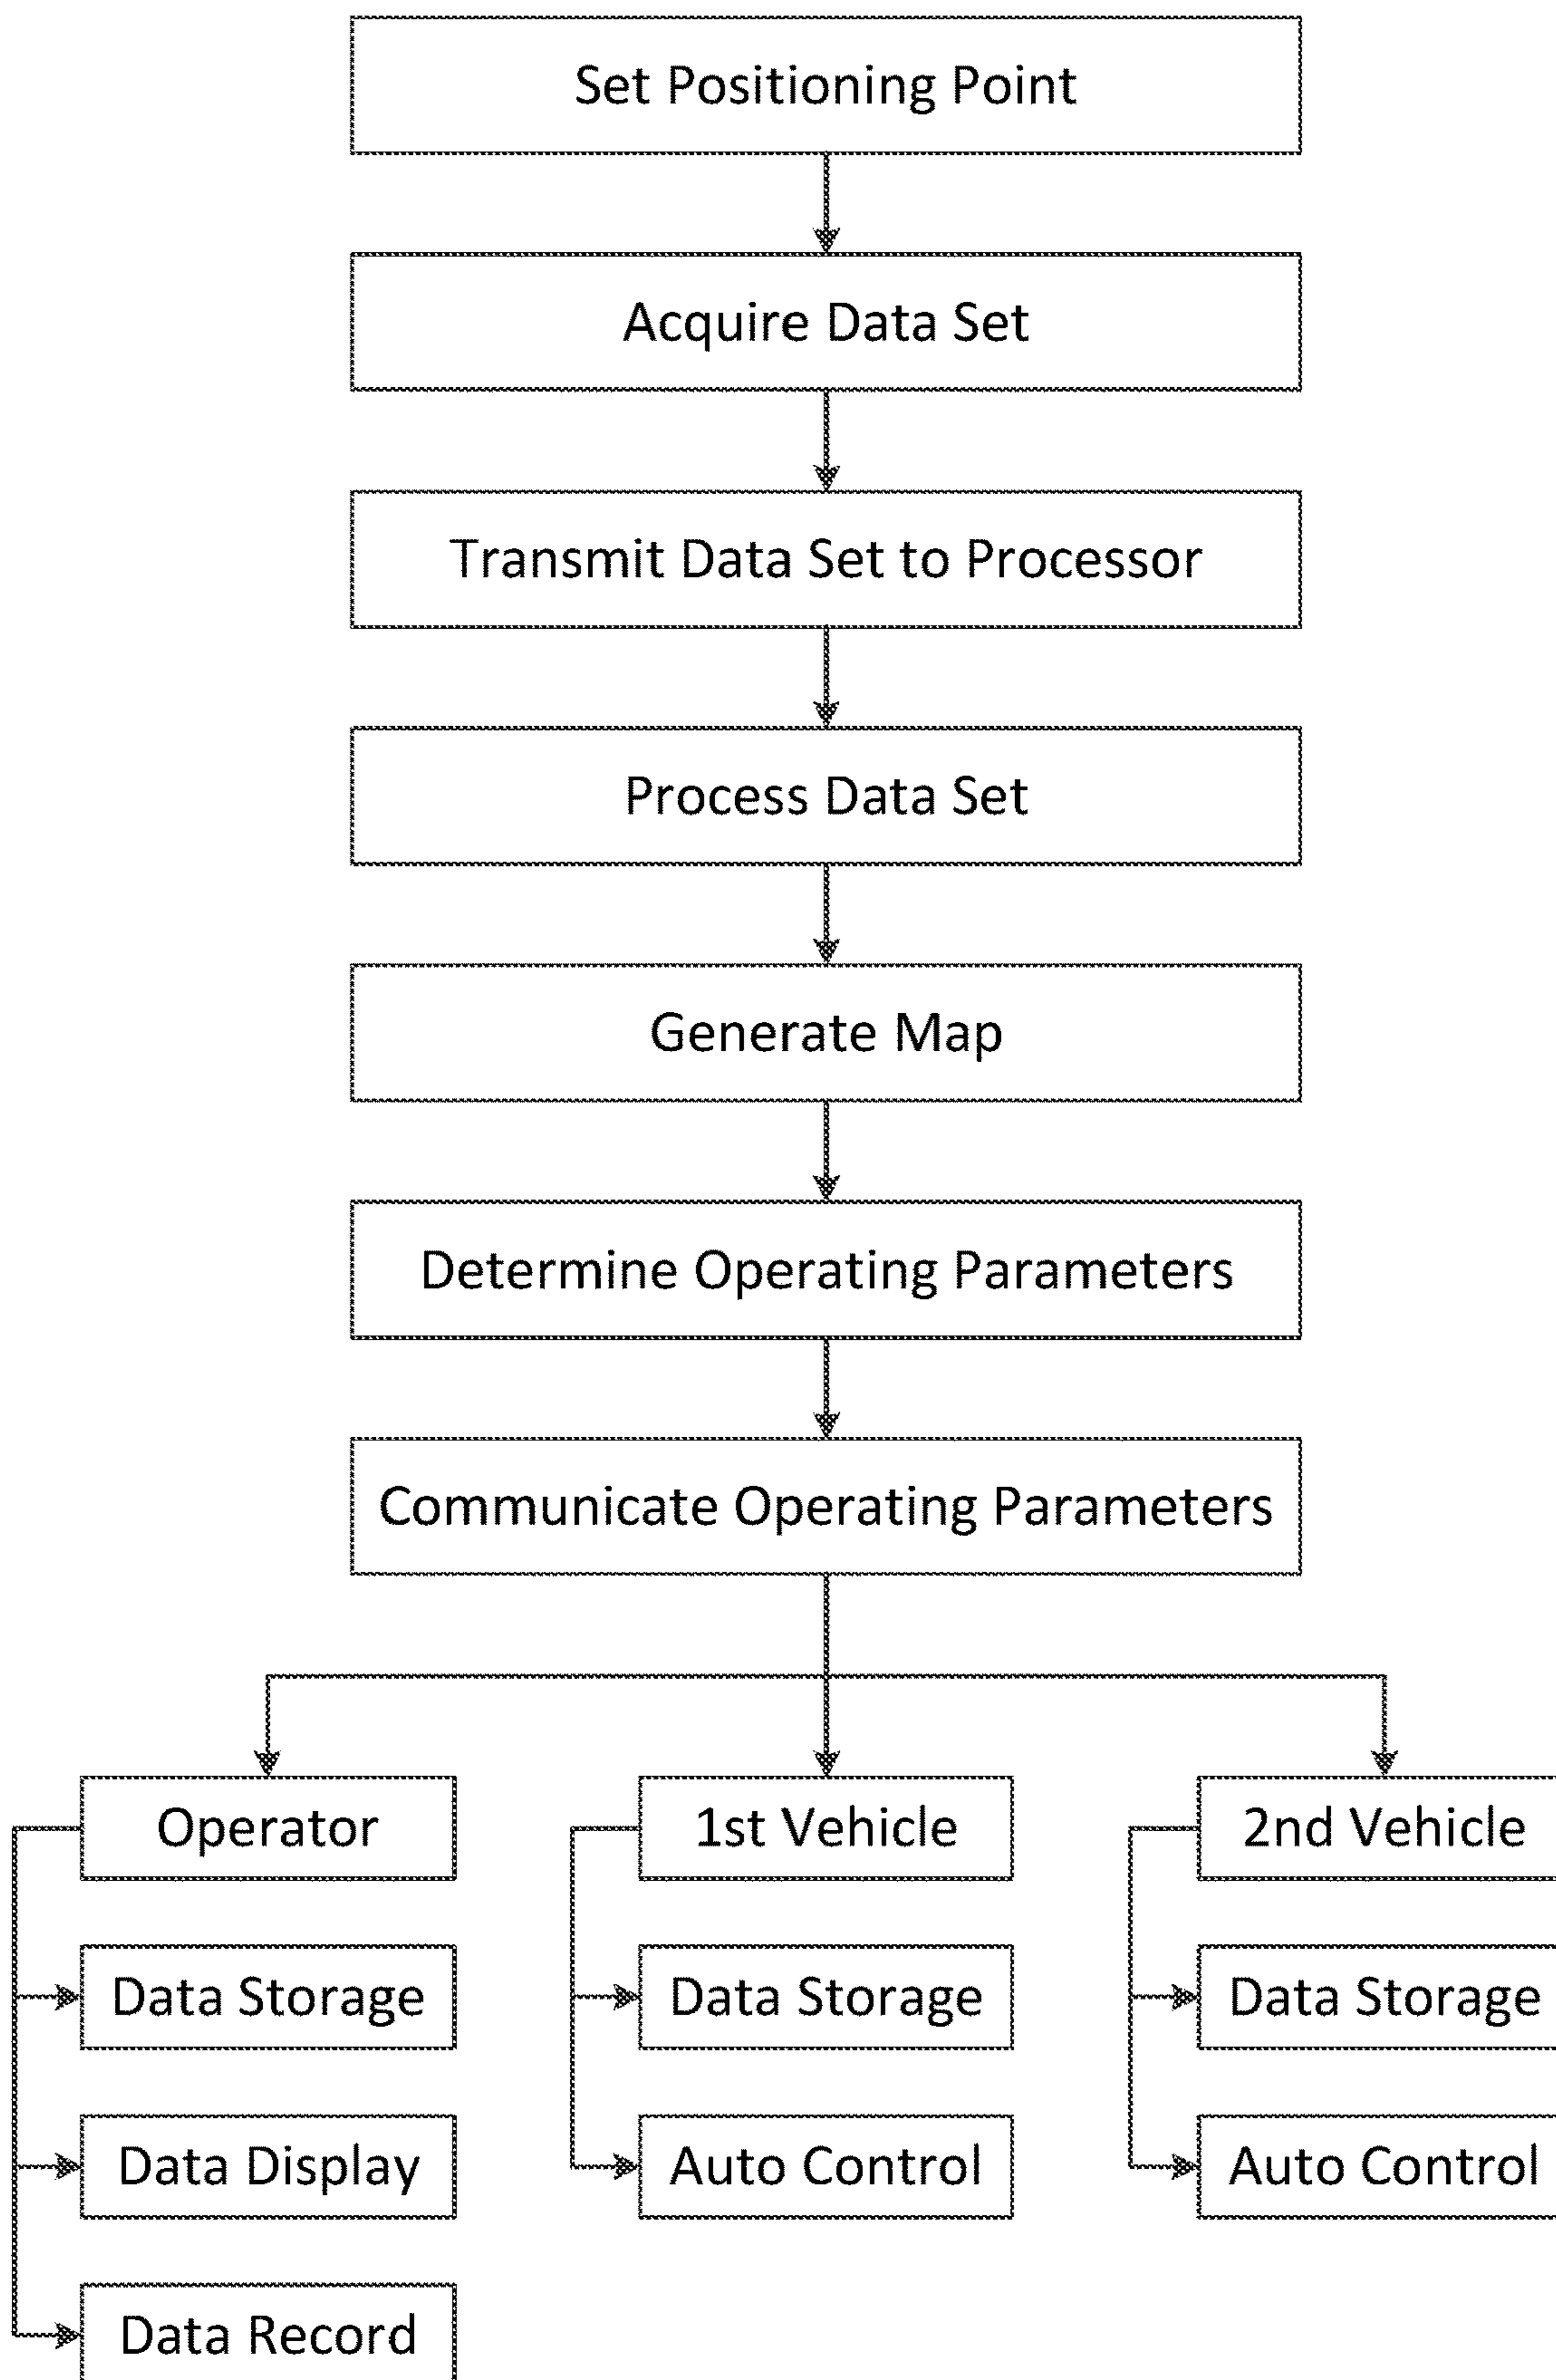 Set Positioning Point
Acquire Data Set
Transmit Data Set to Processor
Process Data Set
Generate Map
Determine Operating Parameters
Communicate Operating Parameters
Operator
1st Vehicle
2nd Vehicle
Data Storage
Data Storage
Data Storage
Data Display
Auto Control
Auto Control
Data Record